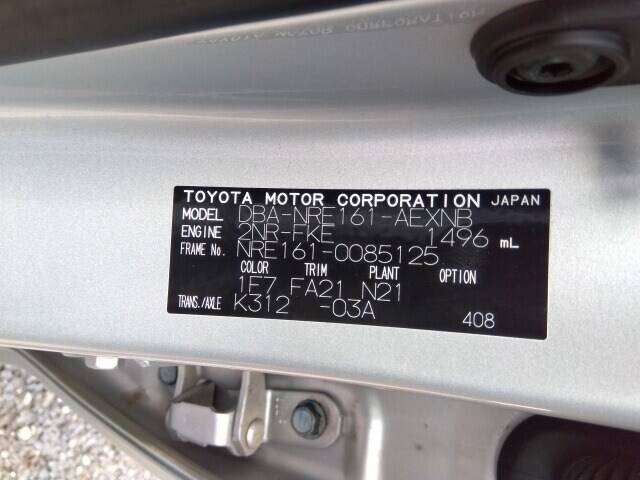 TOYOTA MOTOR CORPORATION JAPAN
MODEL DBA-NRE161-AEXNB
ENGINE 2NR-FKE 1496 mL
FRAME No. NRE161-0085125
COLOR TRIM PLANT OPTION
1F7 FA21 N21
TRANS./AXLE K312 -03A
408